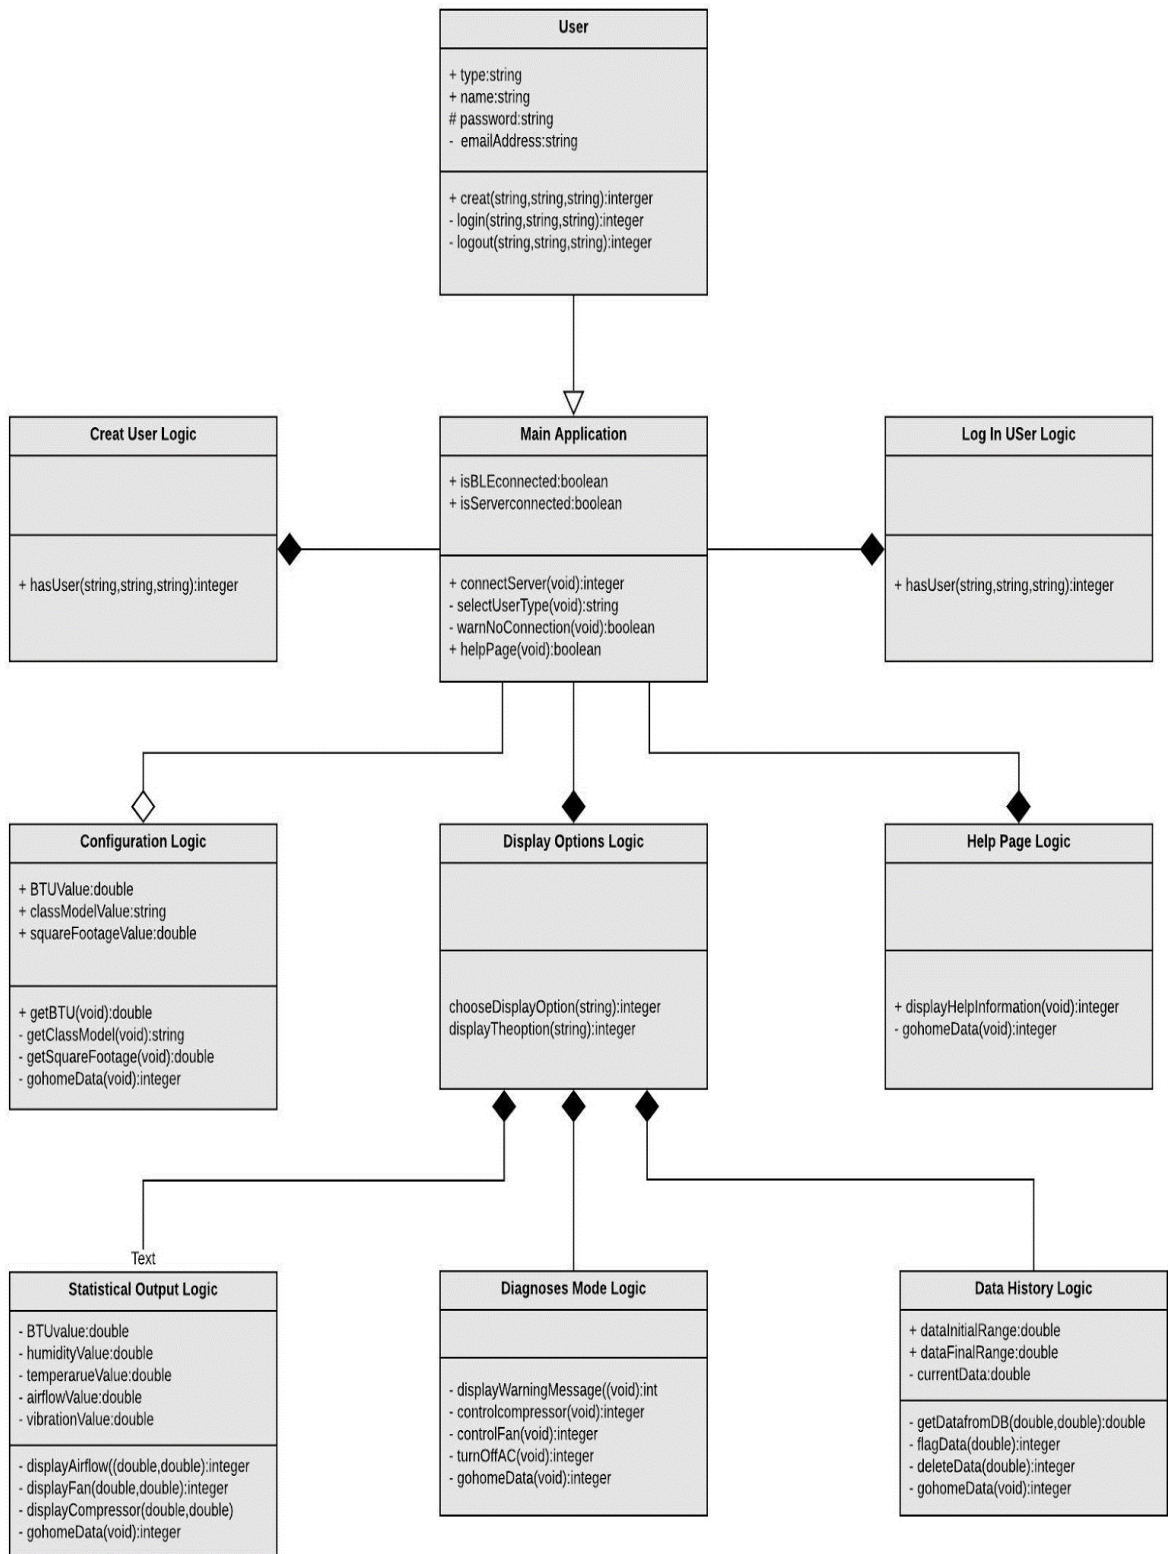 User
+ type:string
+ name:string
# password:string
- emailAddress:string
+ creat(string,string,string):interger
- login(string,string,string):integer
- logout(string,string,string):integer
Creat User Logic
+ hasUser(string,string,string):integer
Main Application
+ isBLEconnected:boolean
+ isServerconnected:boolean
+ connectServer(void):integer
- selectUserType(void):string
- warnNoConnection(void):boolean
+ helpPage(void):boolean
Log In USer Logic
+ hasUser(string,string,string):integer
Configuration Logic
+ BTUValue:double
+ classModelValue:string
+ squareFootageValue:double
+ getBTU(void):double
- getClassModel(void):string
- getSquareFootage(void):double
- gohomeData(void):integer
Display Options Logic
chooseDisplayOption(string):integer
displayTheoption(string):integer
Help Page Logic
+ displayHelpInformation(void):integer
- gohomeData(void):integer
Text
Statistical Output Logic
- BTUvalue:double
- humidityValue:double
- temperarueValue:double
- airflowValue:double
- vibrationValue:double
- displayAirflow((double,double):integer
- displayFan(double,double):integer
- displayCompressor(double,double)
- gohomeData(void):integer
Diagnoses Mode Logic
- displayWarningMessage((void):int
- controlcompressor(void):integer
- controlFan(void):integer
- turnOffAC(void):integer
- gohomeData(void):integer
Data History Logic
+ dataInitialRange:double
+ dataFinalRange:double
- currentData:double
- getDatafromDB(double,double):double
- flagData(double):integer
- deleteData(double):integer
- gohomeData(void):integer